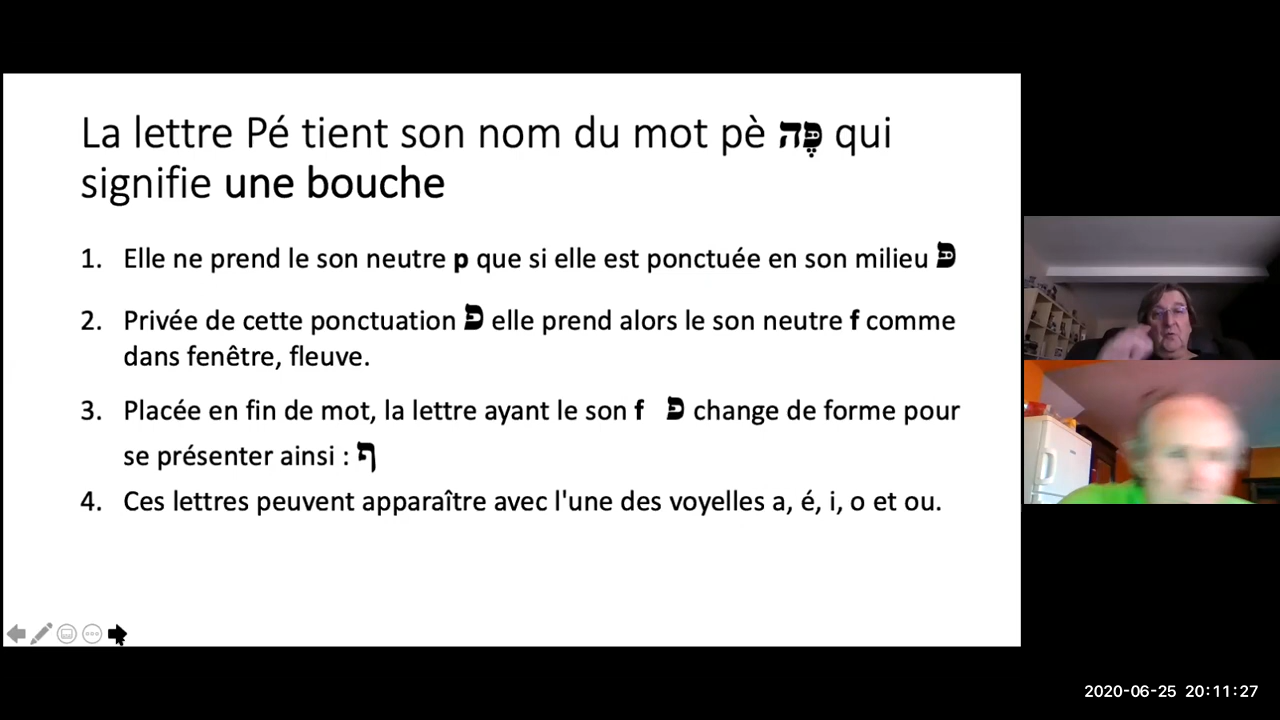 La lettre Pé tient son nom du mot pè פֶּה qui
signifie une bouche
1. Elle ne prend le son neutre p que si elle est ponctuée en son milieu פּ
2. Privée de cette ponctuation פ elle prend alors le son neutre f comme
dans fenêtre, fleuve.
3. Placée en fin de mot, la lettre ayant le son f פ change de forme pour
se présenter ainsi : ף
4. Ces lettres peuvent apparaître avec l'une des voyelles a, é, i, o et ou.
2020-06-25 20:11:27